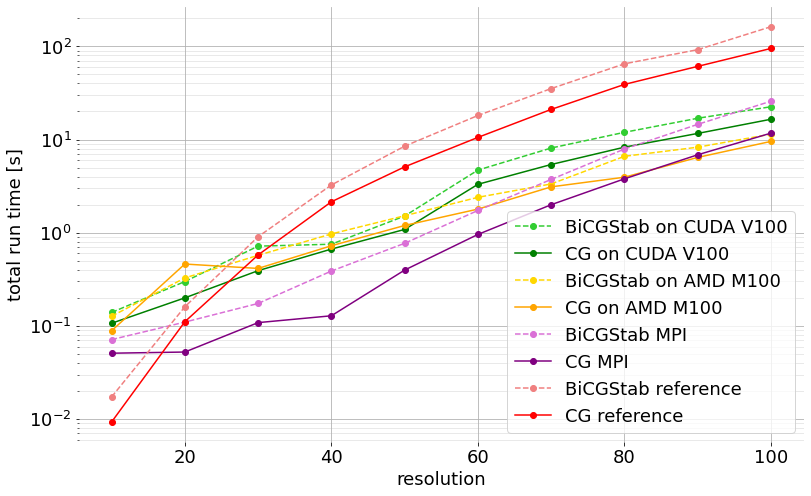 total run time [s]
10²
10¹
10⁰
10⁻¹
10⁻²
20
40
60
80
100
resolution
BiCGStab on CUDA V100
CG on CUDA V100
BiCGStab on AMD M100
CG on AMD M100
BiCGStab MPI
CG MPI
BiCGStab reference
CG reference